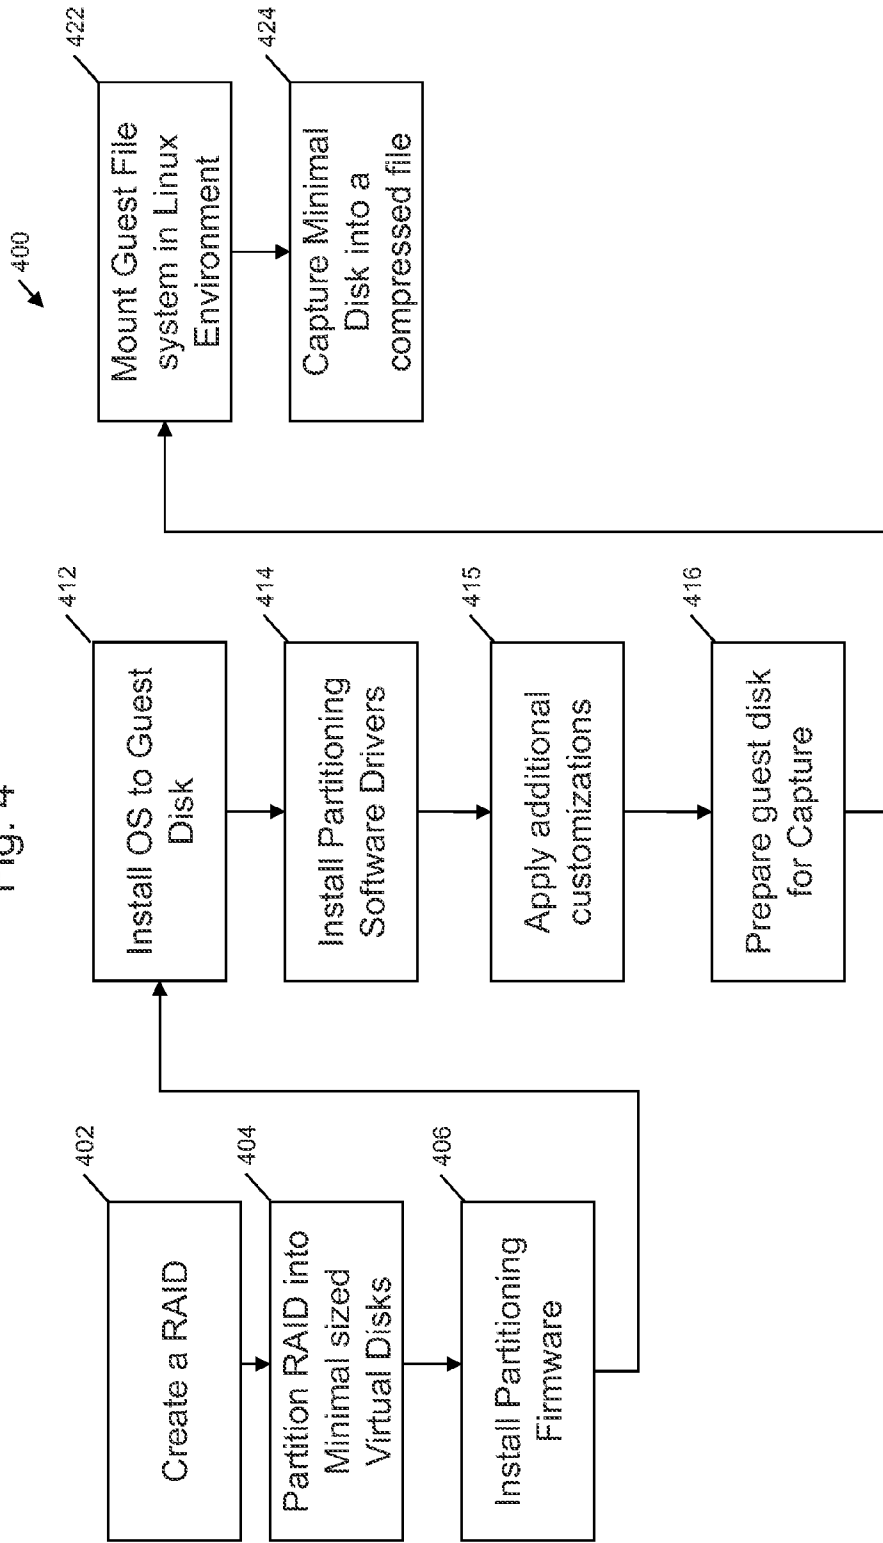 Fig. 4
400
402
Create a RAID
404
Partition RAID into
Minimal sized
Virtual Disks
406
Install Partitioning
Firmware
412
Install OS to Guest
Disk
414
Install Partitioning
Software Drivers
415
Apply additional
customizations
416
Prepare guest disk
for Capture
422
Mount Guest File
system in Linux
Environment
424
Capture Minimal
Disk into a
compressed file